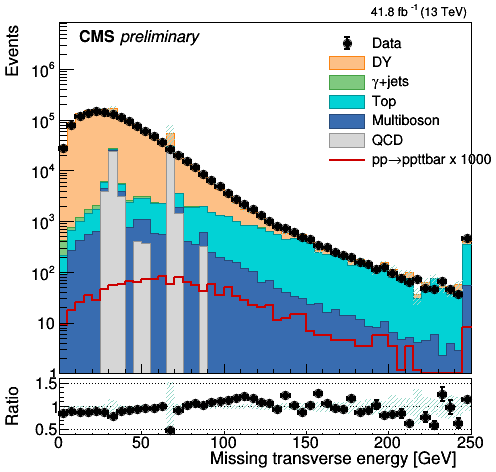 41.8 fb⁻¹ (13 TeV)
CMS preliminary
Events
10⁶
10⁵
10⁴
10³
10²
10
1
Data
DY
γ+jets
Top
Multiboson
QCD
pp→ppttbar x 1000
Ratio
1.5
1
0.5
0 50 100 150 200 250
Missing transverse energy [GeV]